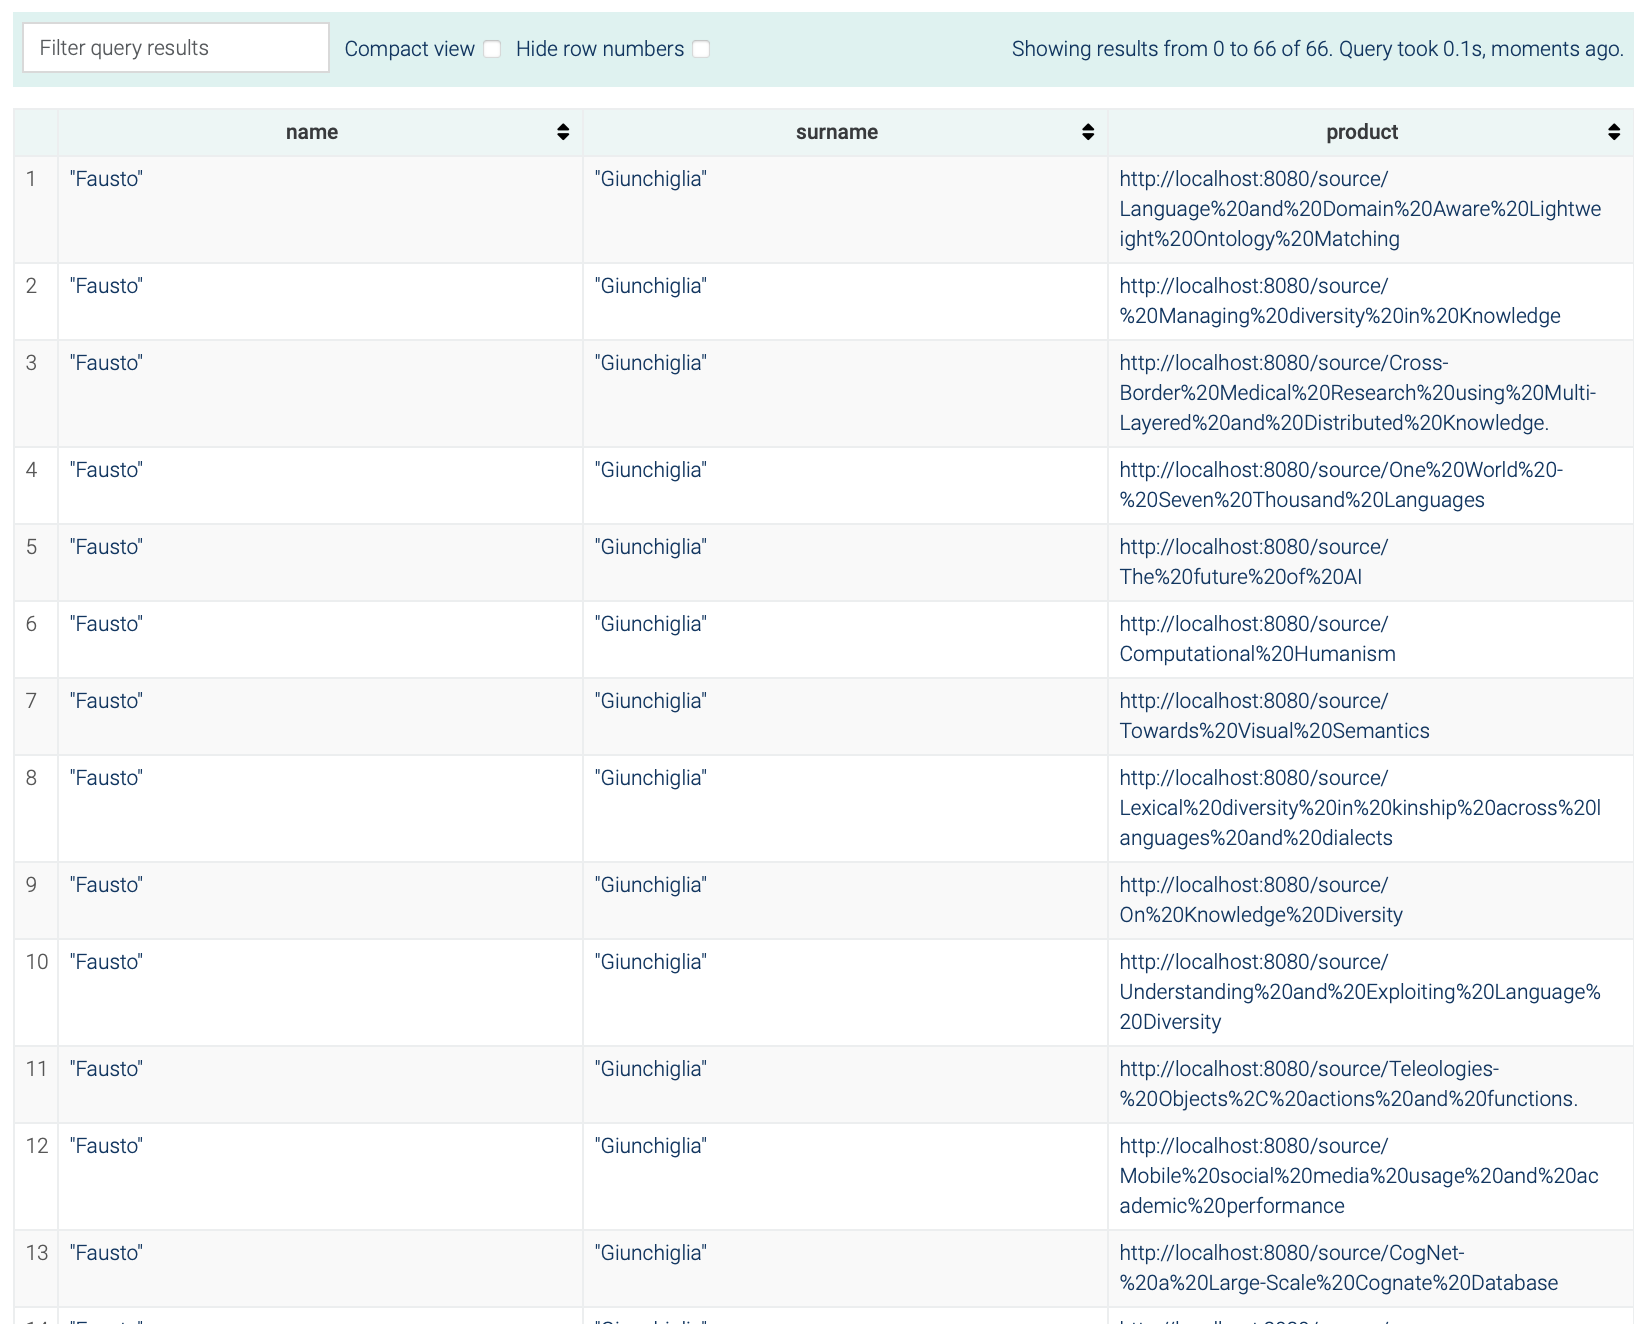 Filter query results Compact view Hide row numbers Showing results from 0 to 66 of 66. Query took 0.1s, moments ago.
name surname product
1 "Fausto" "Giunchiglia" http://localhost:8080/source/
Language%20and%20Domain%20Aware%20Lightwe
ight%20Ontology%20Matching
2 "Fausto" "Giunchiglia" http://localhost:8080/source/
%20Managing%20diversity%20in%20Knowledge
3 "Fausto" "Giunchiglia" http://localhost:8080/source/Cross-
Border%20Medical%20Research%20using%20Multi-
Layered%20and%20Distributed%20Knowledge.
4 "Fausto" "Giunchiglia" http://localhost:8080/source/One%20World%20-
%20Seven%20Thousand%20Languages
5 "Fausto" "Giunchiglia" http://localhost:8080/source/
The%20future%20of%20AI
6 "Fausto" "Giunchiglia" http://localhost:8080/source/
Computational%20Humanism
7 "Fausto" "Giunchiglia" http://localhost:8080/source/
Towards%20Visual%20Semantics
8 "Fausto" "Giunchiglia" http://localhost:8080/source/
Lexical%20diversity%20in%20kinship%20across%20l
anguages%20and%20dialects
9 "Fausto" "Giunchiglia" http://localhost:8080/source/
On%20Knowledge%20Diversity
10 "Fausto" "Giunchiglia" http://localhost:8080/source/
Understanding%20and%20Exploiting%20Language%
20Diversity
11 "Fausto" "Giunchiglia" http://localhost:8080/source/Teleologies-
%20Objects%2C%20actions%20and%20functions.
12 "Fausto" "Giunchiglia" http://localhost:8080/source/
Mobile%20social%20media%20usage%20and%20ac
ademic%20performance
13 "Fausto" "Giunchiglia" http://localhost:8080/source/CogNet-
%20a%20Large-Scale%20Cognate%20Database